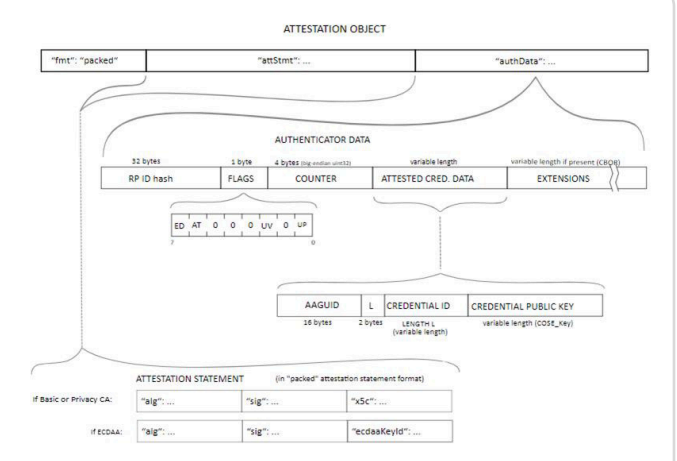 ATTESTATION OBJECT
"fmt": "packed" "attStmt": ... "authData": ...
AUTHENTICATOR DATA
32 bytes 1 byte 4 bytes (big-endian uint32) variable length variable length if present (CBOR)
RP ID hash FLAGS COUNTER ATTESTED CRED. DATA EXTENSIONS
ED AT 0 0 0 UV 0 UP
7 0
AAGUID L CREDENTIAL ID CREDENTIAL PUBLIC KEY
16 bytes 2 bytes LENGTH L variable length (COSE_Key)
(variable length)
ATTESTATION STATEMENT (in "packed" attestation statement format)
If Basic or Privacy CA: "alg": ... "sig": ... "x5c": ...
If ECDAA: "alg": ... "sig": ... "ecdaaKeyId": ...